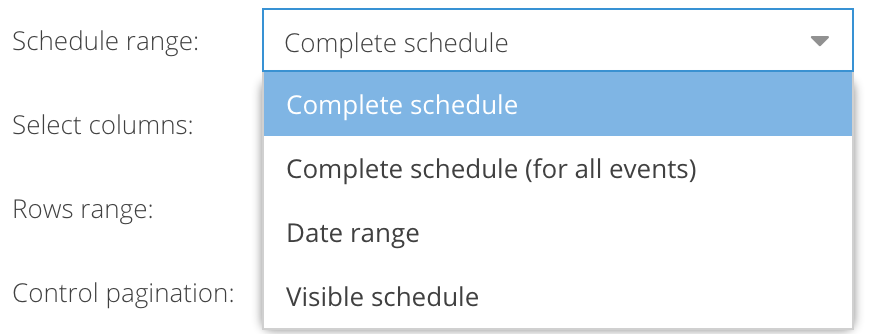 Schedule range: Complete schedule
Complete schedule
Select columns:
Complete schedule (for all events)
Rows range:
Date range
Control pagination:
Visible schedule